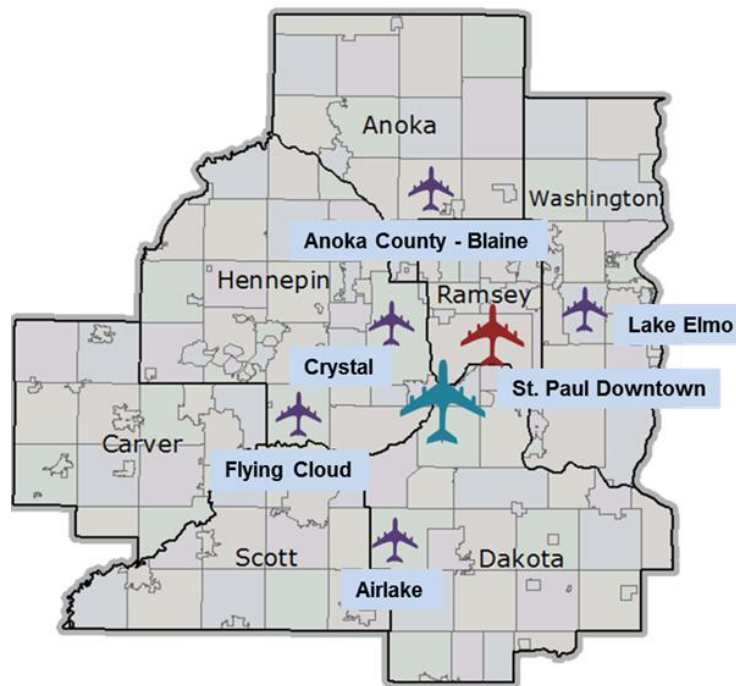 Anoka
Washington
Anoka County - Blaine
Hennepin
Ramsey
Lake Elmo
Crystal
St. Paul Downtown
Carver
Flying Cloud
Scott
Dakota
Airlake